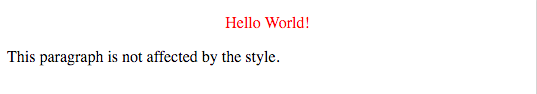 Hello World!
This paragraph is not affected by the style.